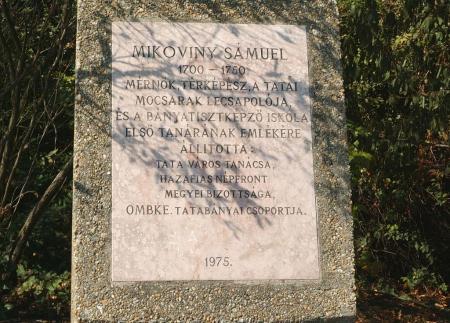 MIKOVINY SÁMUEL
1700 – 1750
MÉRNÖK, TÉRKÉPÉSZ, A TATAI
MOCSARAK LECSAPOLÓJA,
ÉS A BÁNYATISZTKÉPZŐ ISKOLA
ELSŐ TANÁRÁNAK EMLÉKÉRE
ÁLLÍTOTTA:
TATA VÁROS TANÁCSA,
HAZAFIAS NÉPFRONT
MEGYEI BIZOTTSÁGA,
OMBKE. TATABÁNYAI CSOPORTJA.
1975.